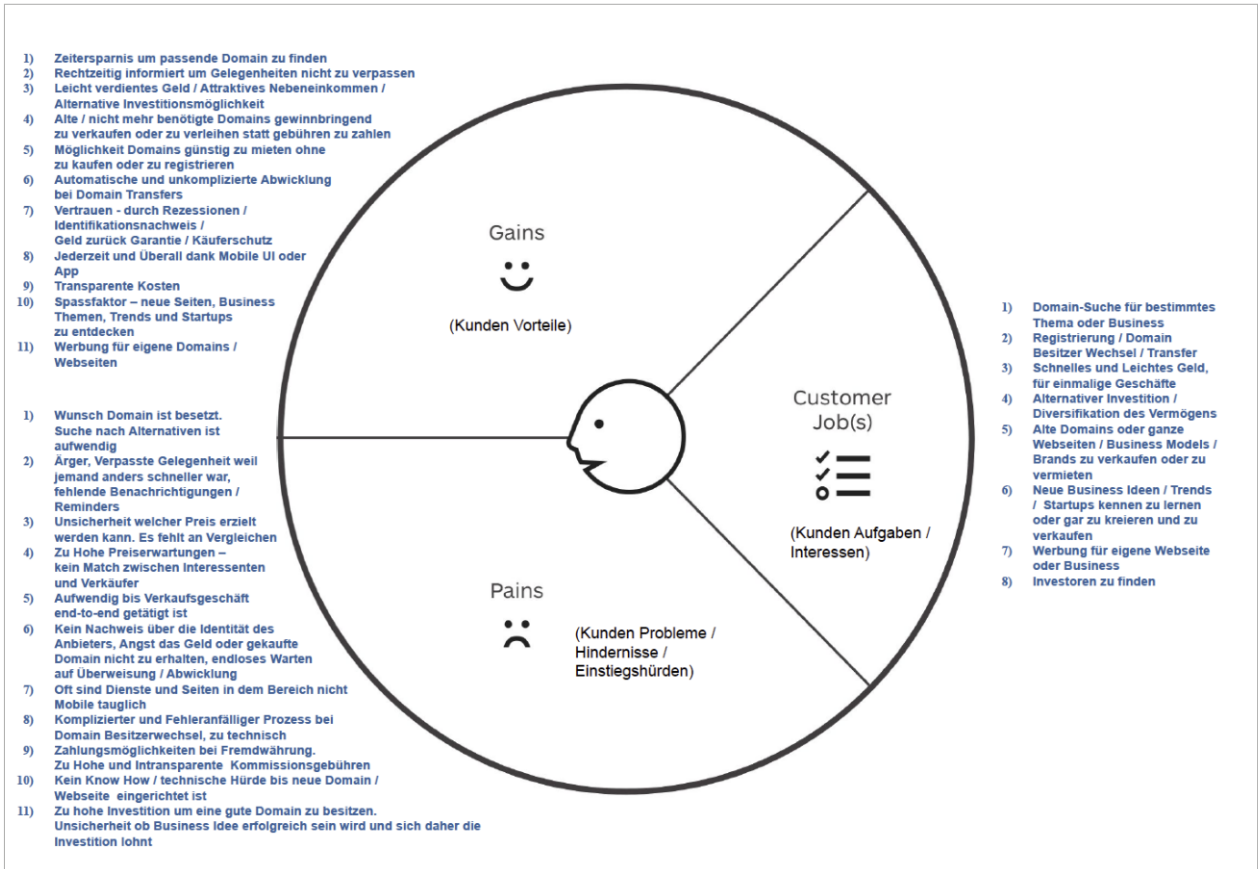 1) Zeitersparnis um passende Domain zu finden
2) Rechtzeitig informiert um Gelegenheiten nicht zu verpassen
3) Leicht verdientes Geld / Attraktives Nebeneinkommen /
Alternative Investitionsmöglichkeit
4) Alte / nicht mehr benötigte Domains gewinnbringend
zu verkaufen oder zu verleihen statt gebühren zu zahlen
5) Möglichkeit Domains günstig zu mieten ohne
zu kaufen oder zu registrieren
6) Automatische und unkomplizierte Abwicklung
bei Domain Transfers
7) Vertrauen - durch Rezessionen /
Identifikationsnachweis /
Geld zurück Garantie / Käuferschutz
8) Jederzeit und Überall dank Mobile UI oder
App
9) Transparente Kosten
10) Spassfaktor – neue Seiten, Business
Themen, Trends und Startups
zu entdecken
11) Werbung für eigene Domains /
Webseiten
Gains
(Kunden Vorteile)
1) Wunsch Domain ist besetzt.
Suche nach Alternativen ist
aufwendig
2) Ärger, Verpasste Gelegenheit weil
jemand anders schneller war,
fehlende Benachrichtigungen /
Reminders
3) Unsicherheit welcher Preis erzielt
werden kann. Es fehlt an Vergleichen
4) Zu Hohe Preiserwartungen –
kein Match zwischen Interessenten
und Verkäufer
5) Aufwendig bis Verkaufsgeschäft
end-to-end getätigt ist
6) Kein Nachweis über die Identität des
Anbieters, Angst das Geld oder gekaufte
Domain nicht zu erhalten, endloses Warten
auf Überweisung / Abwicklung
7) Oft sind Dienste und Seiten in dem Bereich nicht
Mobile tauglich
8) Komplizierter und Fehleranfälliger Prozess bei
Domain Besitzerwechsel, zu technisch
9) Zahlungsmöglichkeiten bei Fremdwährung.
Zu Hohe und Intransparente Kommissionsgebühren
10) Kein Know How / technische Hürde bis neue Domain /
Webseite eingerichtet ist
11) Zu hohe Investition um eine gute Domain zu besitzen.
Unsicherheit ob Business Idee erfolgreich sein wird und sich daher die
Investition lohnt
Pains
(Kunden Probleme /
Hindernisse /
Einstiegshürden)
Customer
Job(s)
(Kunden Aufgaben /
Interessen)
1) Domain-Suche für bestimmtes
Thema oder Business
2) Registrierung / Domain
Besitzer Wechsel / Transfer
3) Schnelles und Leichtes Geld,
für einmalige Geschäfte
4) Alternativer Investition /
Diversifikation des Vermögens
5) Alte Domains oder ganze
Webseiten / Business Models /
Brands zu verkaufen oder zu
vermieten
6) Neue Business Ideen / Trends
/ Startups kennen zu lernen
oder gar zu kreieren und zu
verkaufen
7) Werbung für eigene Webseite
oder Business
8) Investoren zu finden